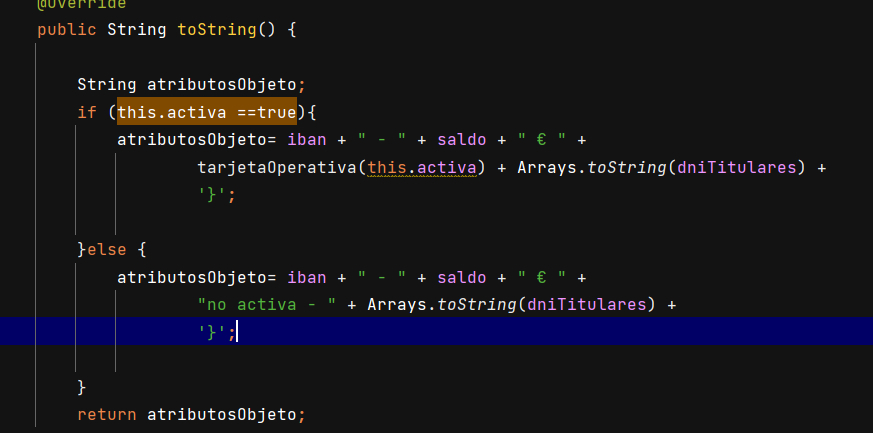 @Override
public String toString() {
String atributosObjeto;
if (this.activa ==true){
atributosObjeto= iban + " - " + saldo + " € " +
tarjetaOperativa(this.activa) + Arrays.toString(dniTitulares) +
'}';
}else {
atributosObjeto= iban + " - " + saldo + " € " +
"no activa - " + Arrays.toString(dniTitulares) +
'}';
}
return atributosObjeto;